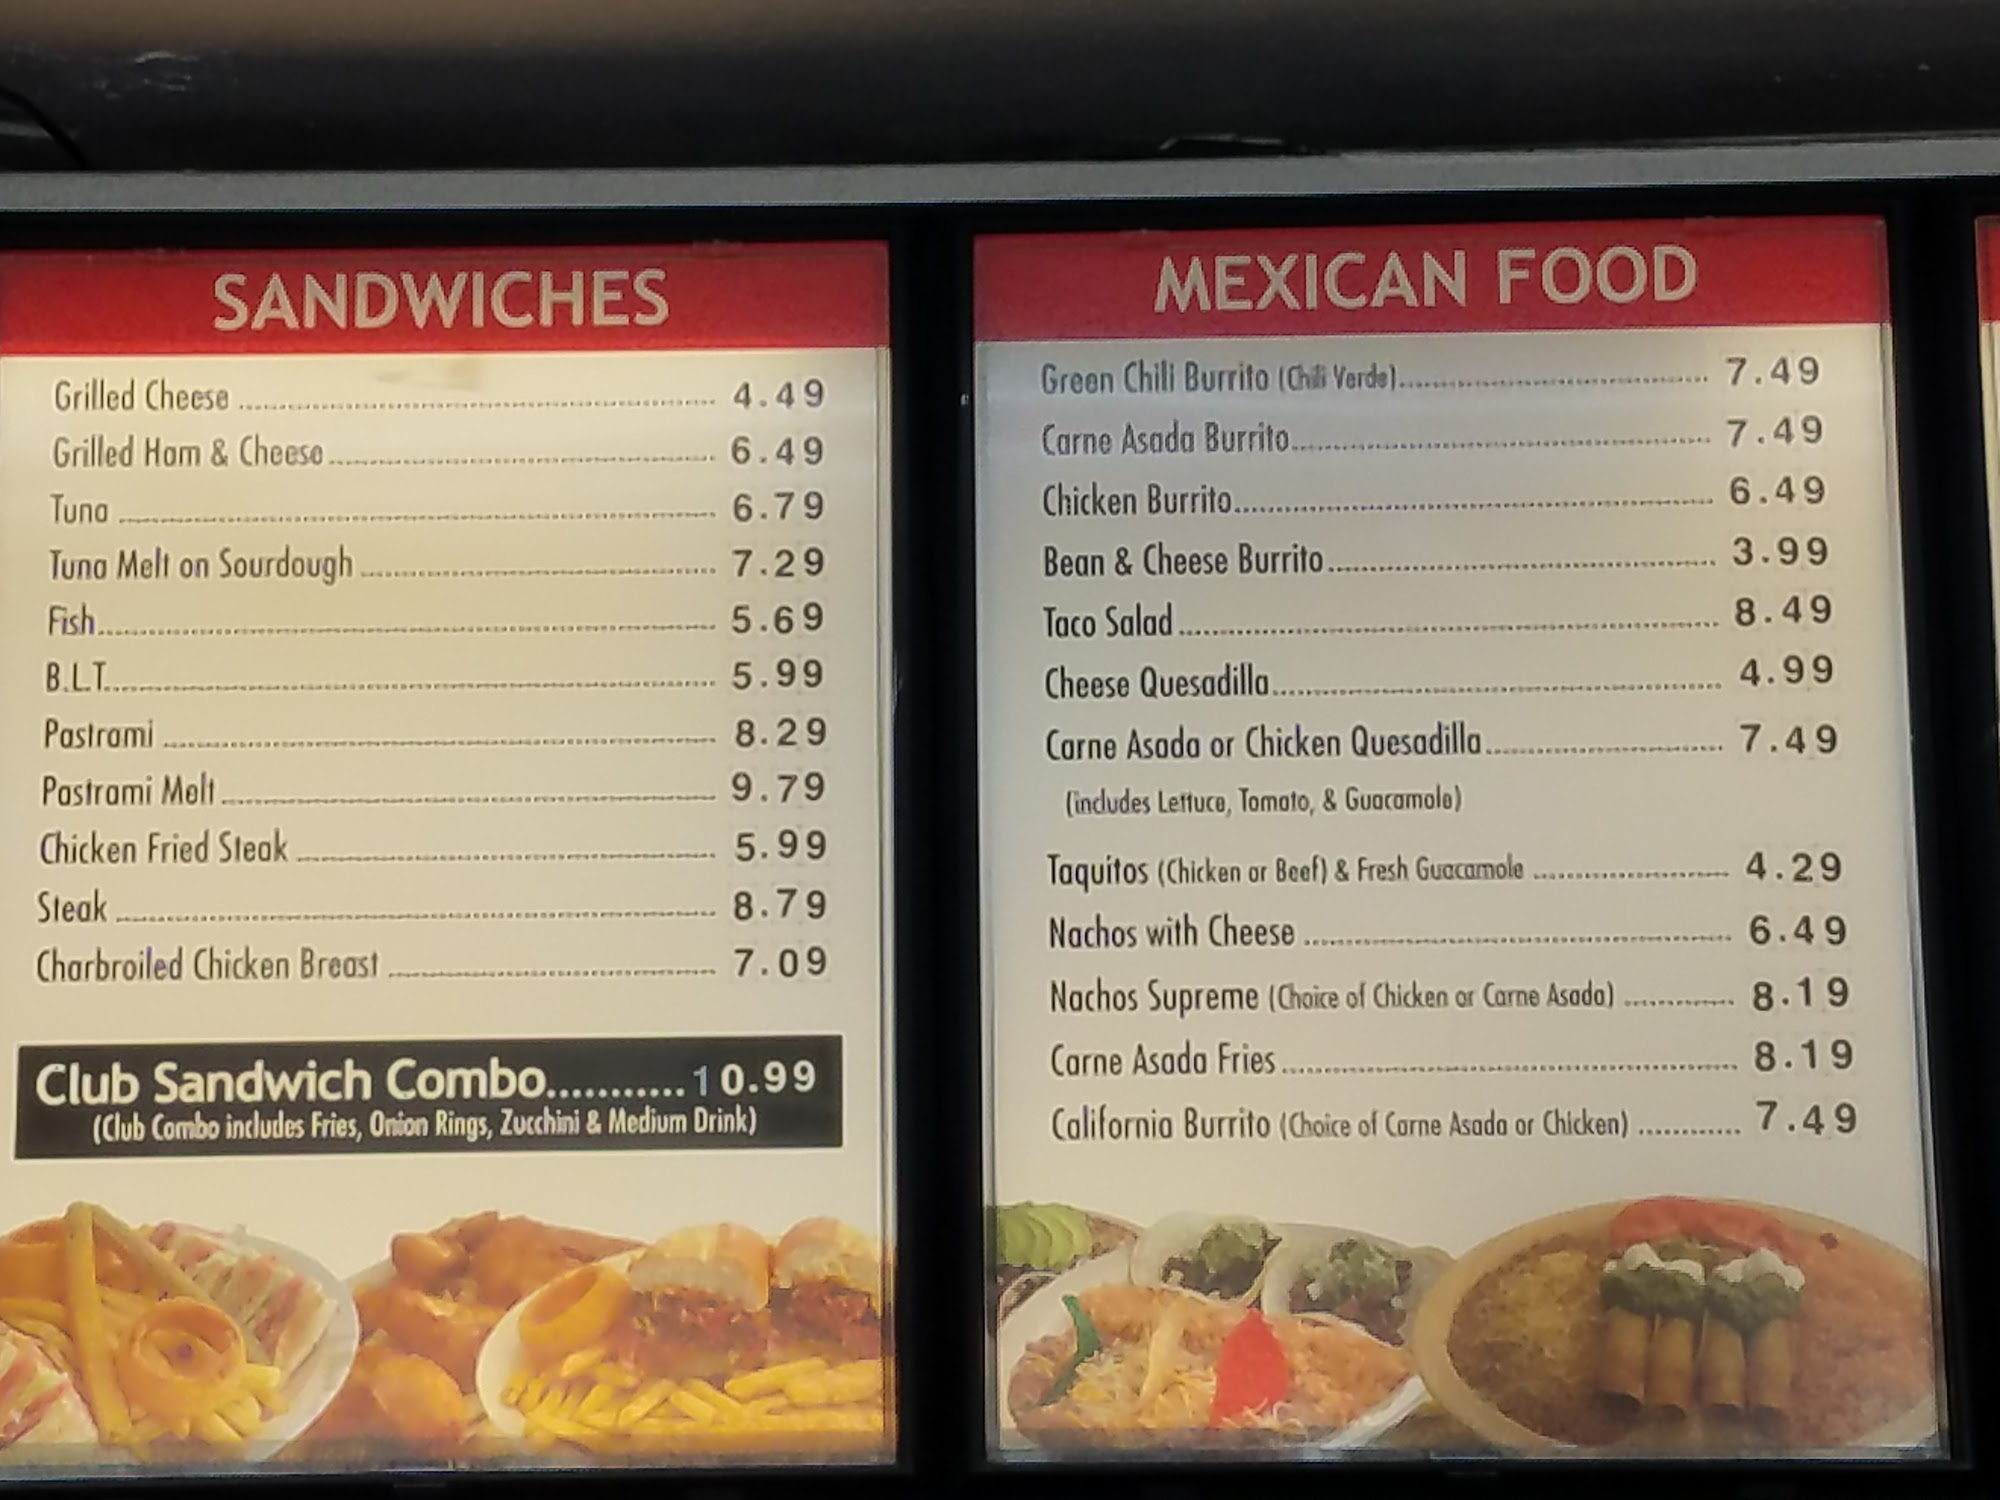 SANDWICHES
Grilled Cheese 4.49
Grilled Ham & Cheese 6.49
Tuna 6.79
Tuna Melt on Sourdough 7.29
Fish 5.69
B.L.T. 5.99
Pastrami 8.29
Pastrami Melt 9.79
Chicken Fried Steak 5.99
Steak 8.79
Charbroiled Chicken Breast 7.09
Club Sandwich Combo...........10.99
(Club Combo includes Fries, Onion Rings, Zucchini & Medium Drink)
MEXICAN FOOD
Green Chili Burrito (Chili Verde) 7.49
Carne Asada Burrito 7.49
Chicken Burrito 6.49
Bean & Cheese Burrito 3.99
Taco Salad 8.49
Cheese Quesadilla 4.99
Carne Asada or Chicken Quesadilla 7.49
(includes Lettuce, Tomato, & Guacamole)
Taquitos (Chicken or Beef) & Fresh Guacamole 4.29
Nachos with Cheese 6.49
Nachos Supreme (Choice of Chicken or Carne Asada) 8.19
Carne Asada Fries 8.19
California Burrito (Choice of Carne Asada or Chicken) 7.49